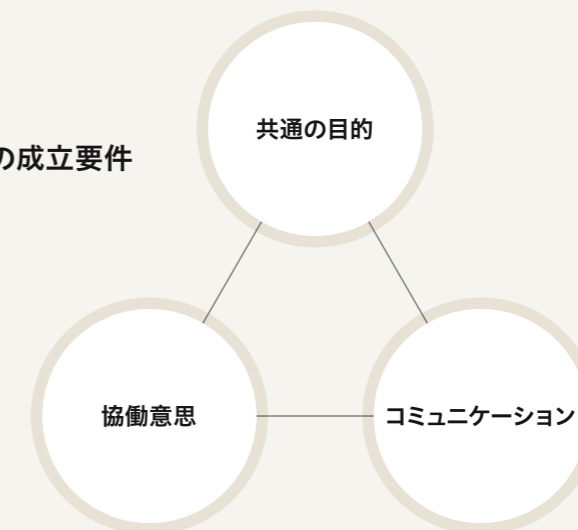 の成立要件
共通の目的
協働意思
コミュニケーション